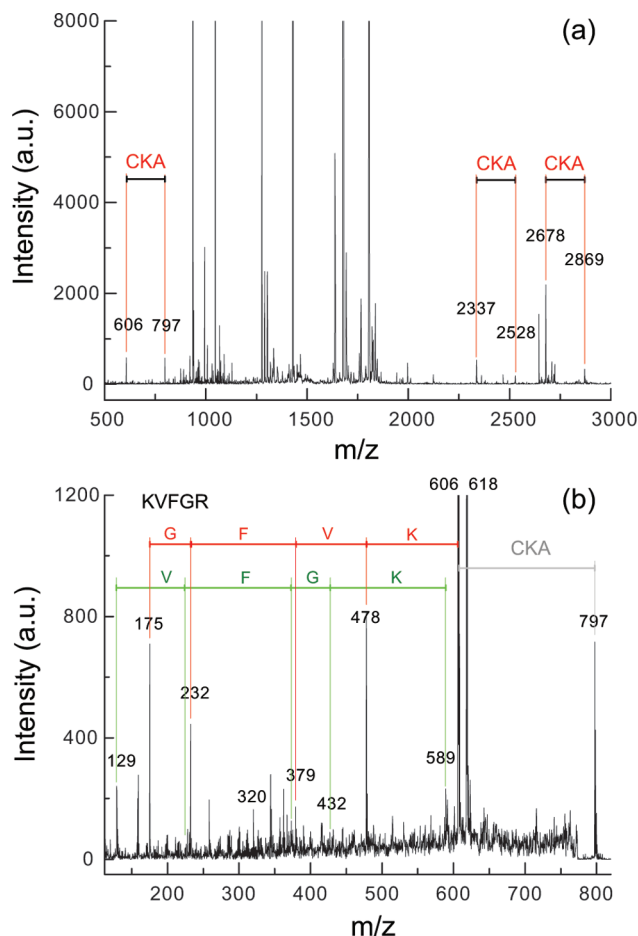 (a)
8000
6000
4000
2000
0
Intensity (a.u.)
CKA
CKA
CKA
606
797
2337
2528
2678
2869
500
1000
1500
2000
2500
3000
m/z
(b)
606
618
1200
800
400
0
Intensity (a.u.)
KVFGR
G
F
V
K
CKA
V
F
G
K
175
478
797
232
129
320
379
432
589
200
300
400
500
600
700
800
m/z